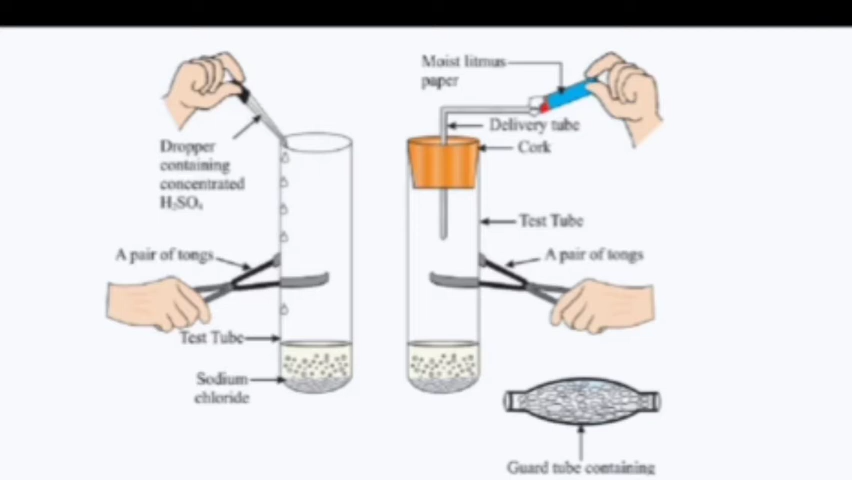 Moist litmus
paper
Delivery tube
Cork
Dropper
containing
concentrated
H₂SO₄
Test Tube
A pair of tongs
A pair of tongs
Test Tube
Sodium
chloride
Guard tube containing